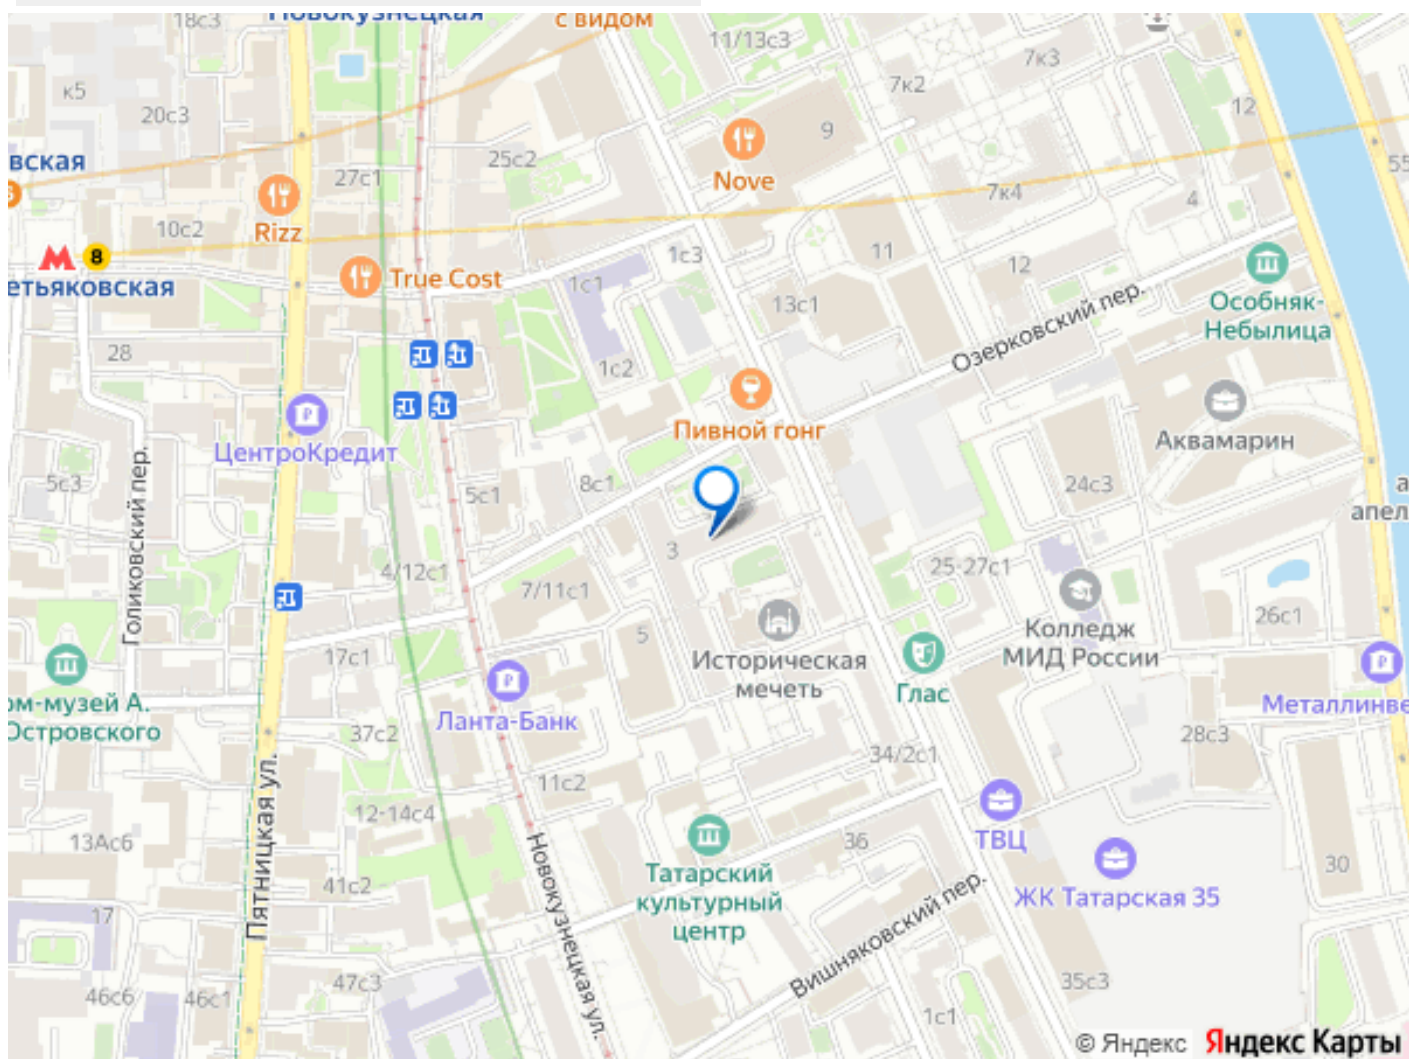 Новокузнецкая
18с3
с видом
11/13с3
7к3
к5
7к2
12
20с3
9
55
вская
25с2
27с1
Nove
7к4
4
10с2
Rizz
8
1с3
11
True Cost
12
етьяковская
1с1
13с1
Особняк-
Небылица
Озерковский пер.
28
1с2
Пивной гонг
Аквамарин
ЦентроКредит
5с3
5с1
8с1
24с3
а
апел
Голиковский пер.
3
4/12с1
7/11с1
25-27с1
26с1
5
Колледж
МИД России
17с1
Историческая
мечеть
Глас
ом-музей А.
Островского
Ланта-Банк
Металлинве
37с2
34/2с1
28с3
Пятницкая ул.
11с2
12-14с4
13Ас6
36
ТВЦ
30
Новокузнецкая ул.
Татарский
культурный
центр
41с2
Вишняковский пер.
ЖК Татарская 35
17
47с3
35с3
46с6
46с1
1с1
© Яндекс
Яндекс Карты